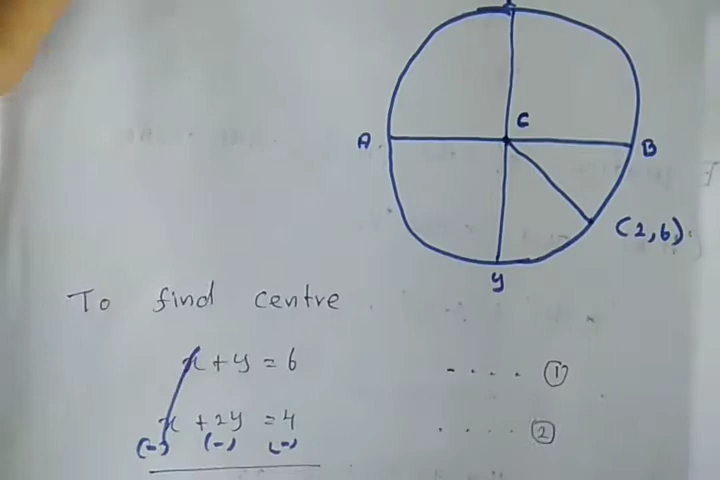 C
A
B
(2,6)
y
To find centre
x + y = 6 .... ①
x + 2y = 4 .... ②
(-) (-) (-)